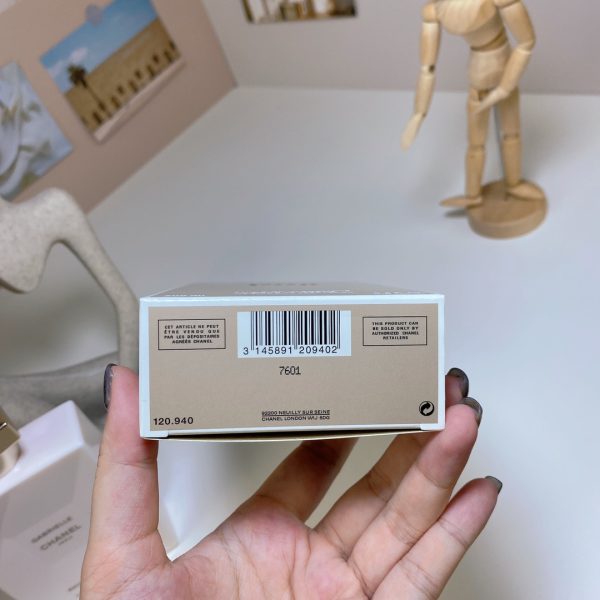 CET ARTICLE NE PEUT
ÊTRE VENDU QUE
PAR LES DÉPOSITAIRES
AGRÉÉS CHANEL
3 145891 209402
THIS PRODUCT CAN
BE SOLD ONLY BY
AUTHORIZED CHANEL
RETAILERS
7601
120.940
92200 NEUILLY SUR SEINE
CHANEL LONDON W1J 6DG
GABRIELLE
CHANEL